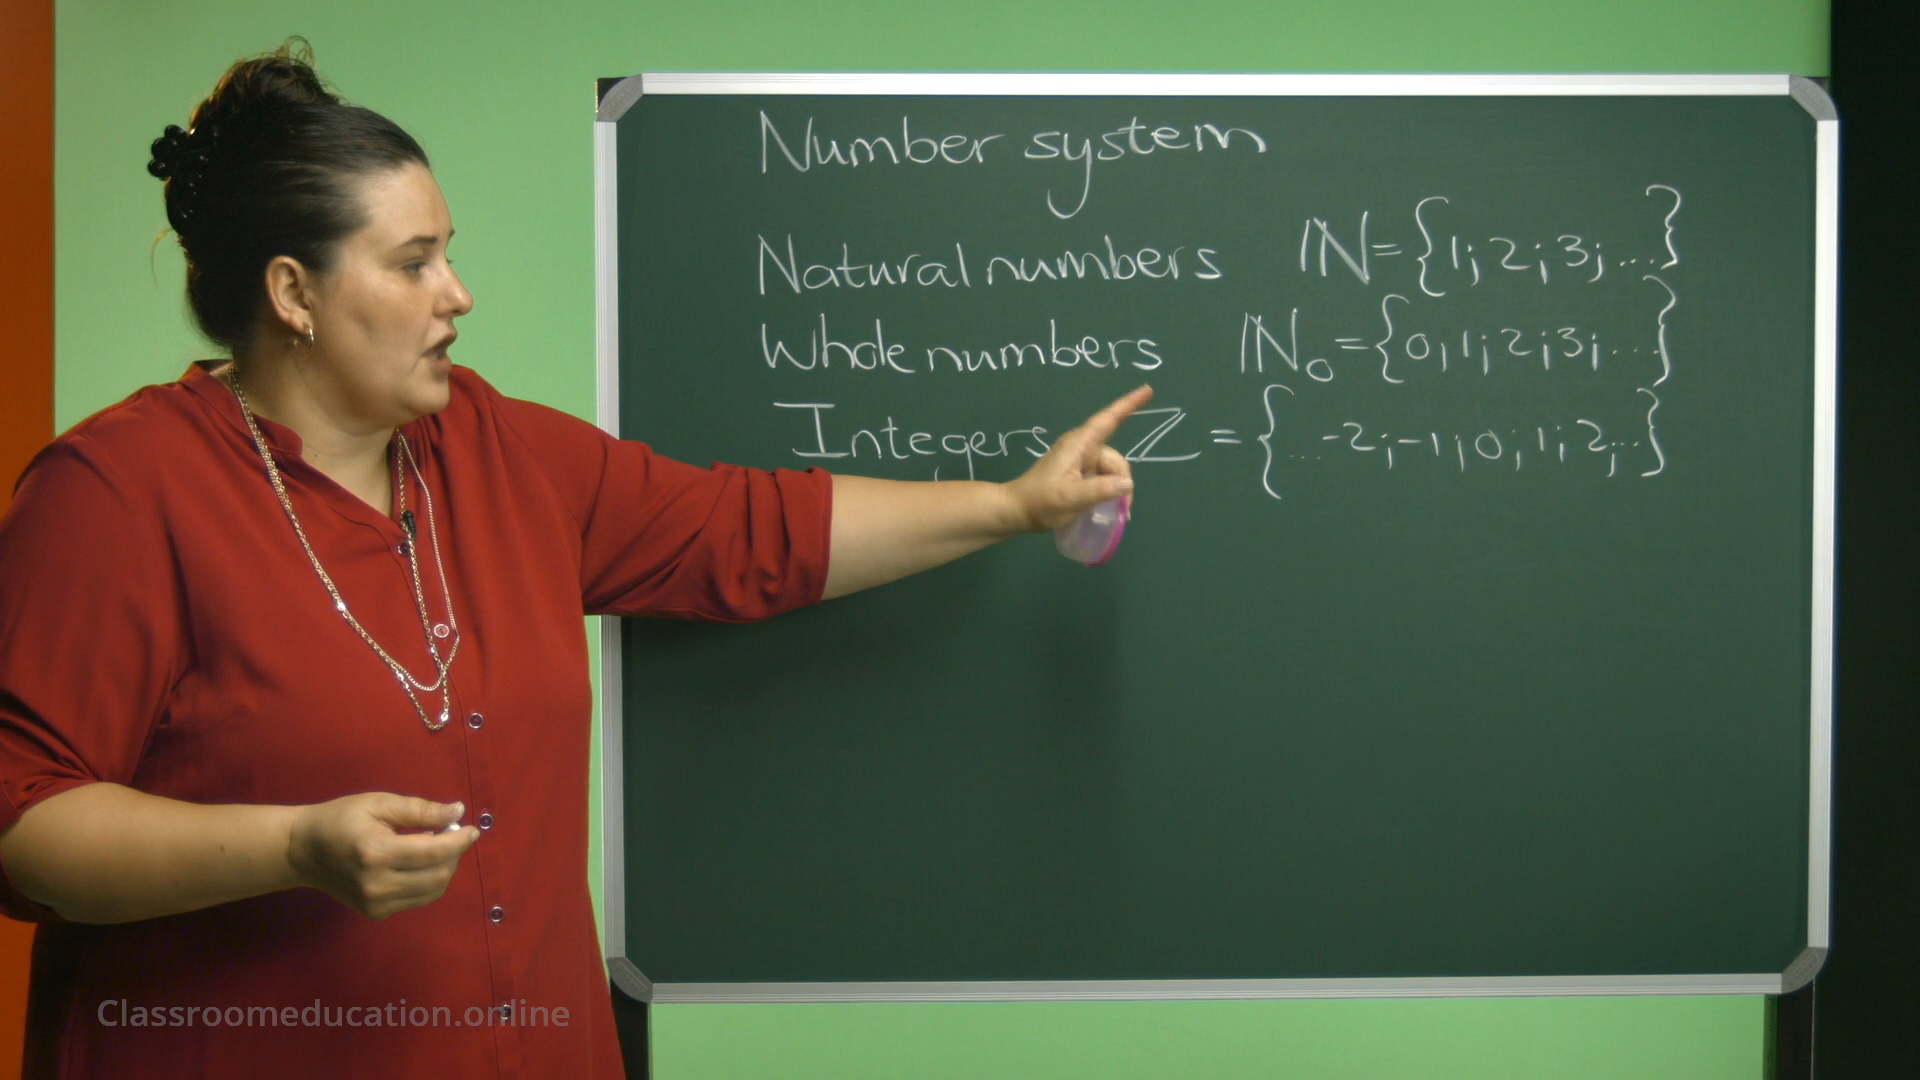 Number system
Natural numbers ℕ = {1; 2; 3; ...}
Whole numbers ℕ₀ = {0; 1; 2; 3; ...}
Integers ℤ = {... -2; -1; 0; 1; 2; ...}
Classroomeducation.online